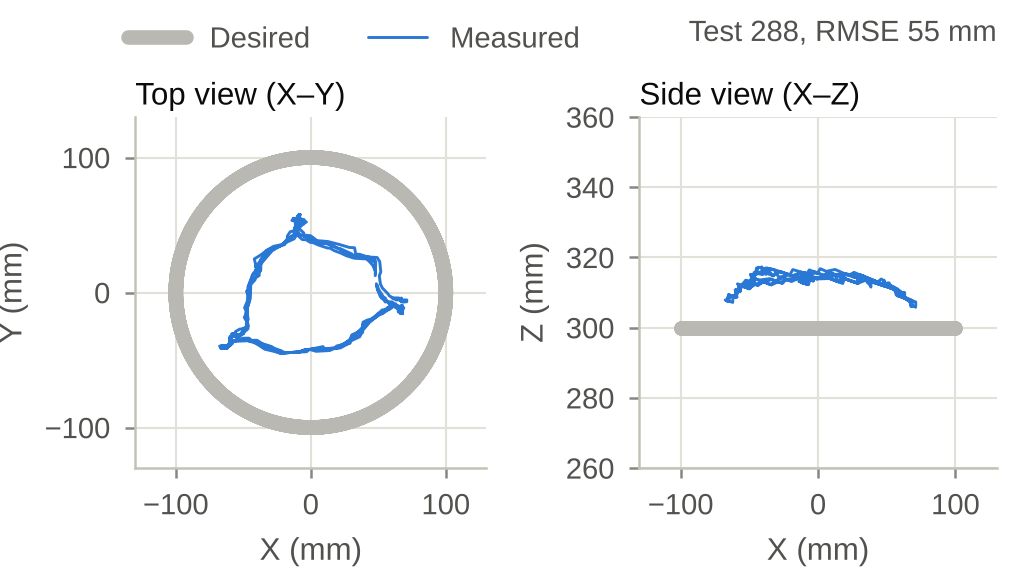 Desired
Measured
Test 288, RMSE 55 mm
Top view (X–Y)
Side view (X–Z)
Y (mm)
100
0
−100
−100
0
100
X (mm)
Z (mm)
360
340
320
300
280
260
−100
0
100
X (mm)